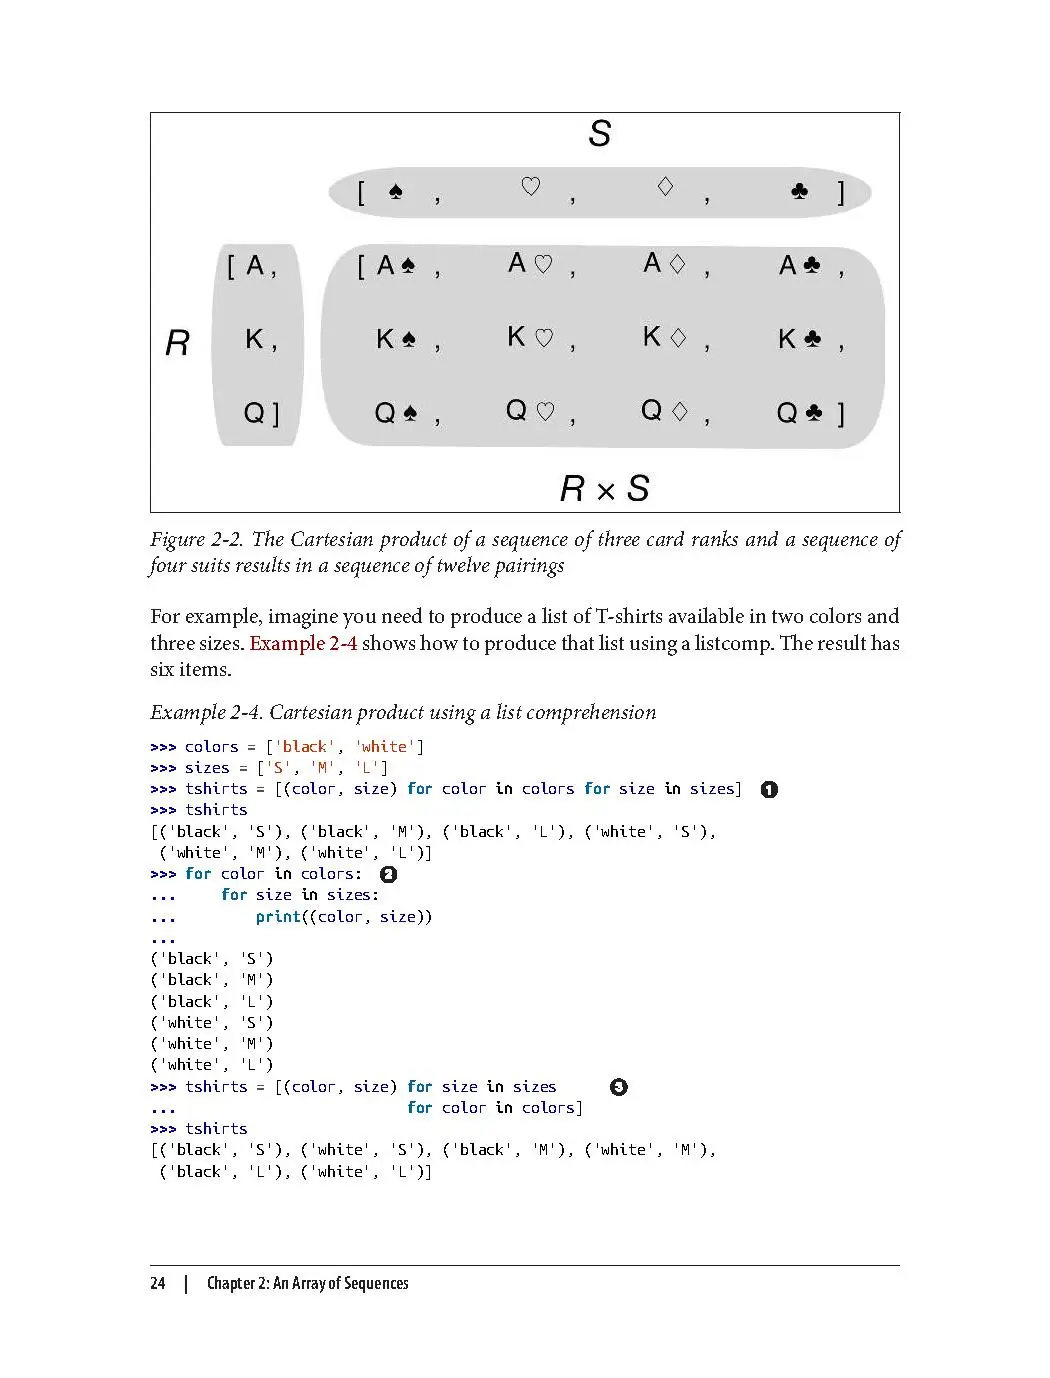 S
[ ♠ , ♡ , ♢ , ♣ ]
[ A , [ A♠ , A♡ , A♢ , A♣ ,
R K , K♠ , K♡ , K♢ , K♣ ,
Q ] Q♠ , Q♡ , Q♢ , Q♣ ]
R × S
Figure 2-2. The Cartesian product of a sequence of three card ranks and a sequence of
four suits results in a sequence of twelve pairings
For example, imagine you need to produce a list of T-shirts available in two colors and
three sizes. Example 2-4 shows how to produce that list using a listcomp. The result has
six items.
Example 2-4. Cartesian product using a list comprehension
>>> colors = ['black', 'white']
>>> sizes = ['S', 'M', 'L']
>>> tshirts = [(color, size) for color in colors for size in sizes] ❶
>>> tshirts
[('black', 'S'), ('black', 'M'), ('black', 'L'), ('white', 'S'),
 ('white', 'M'), ('white', 'L')]
>>> for color in colors: ❷
...     for size in sizes:
...         print((color, size))
...
('black', 'S')
('black', 'M')
('black', 'L')
('white', 'S')
('white', 'M')
('white', 'L')
>>> tshirts = [(color, size) for size in sizes ❸
...                          for color in colors]
>>> tshirts
[('black', 'S'), ('white', 'S'), ('black', 'M'), ('white', 'M'),
 ('black', 'L'), ('white', 'L')]
24 | Chapter 2: An Array of Sequences